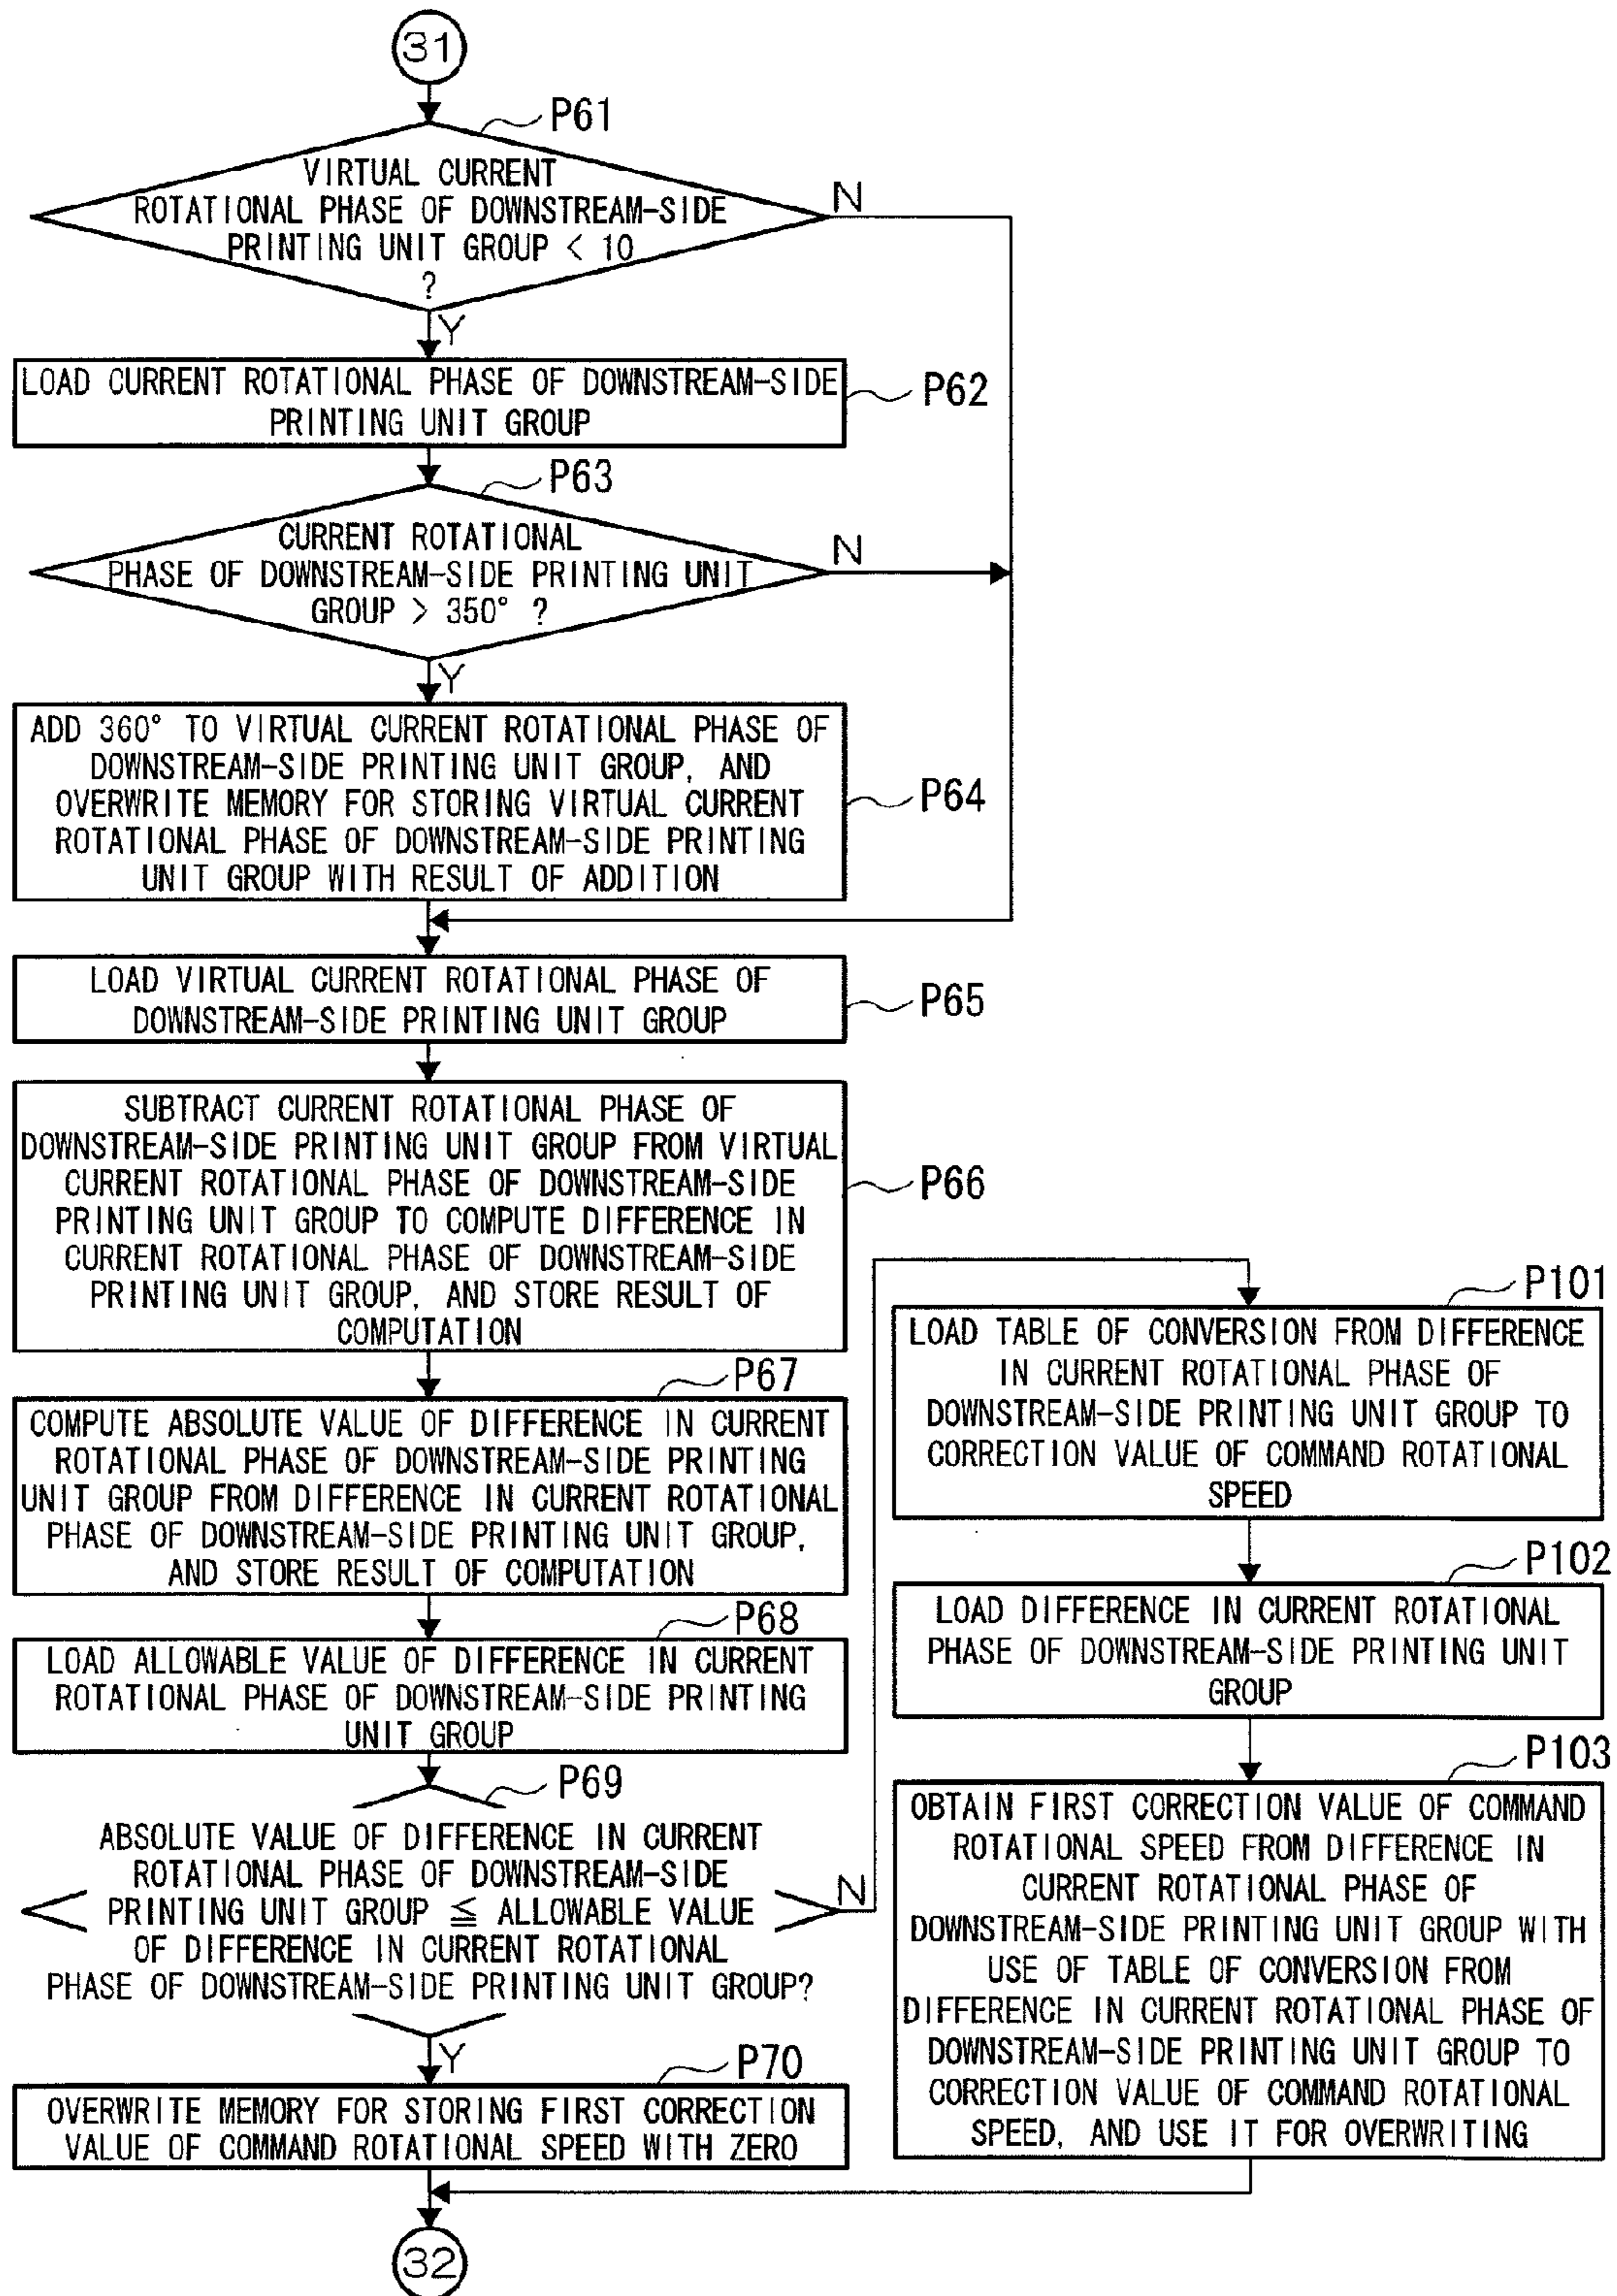 31
P61
VIRTUAL CURRENT
ROTATIONAL PHASE OF DOWNSTREAM-SIDE
PRINTING UNIT GROUP < 10
?
N
Y
LOAD CURRENT ROTATIONAL PHASE OF DOWNSTREAM-SIDE
PRINTING UNIT GROUP
P62
P63
CURRENT ROTATIONAL
PHASE OF DOWNSTREAM-SIDE PRINTING UNIT
GROUP > 350° ?
N
Y
ADD 360° TO VIRTUAL CURRENT ROTATIONAL PHASE OF
DOWNSTREAM-SIDE PRINTING UNIT GROUP, AND
OVERWRITE MEMORY FOR STORING VIRTUAL CURRENT
ROTATIONAL PHASE OF DOWNSTREAM-SIDE PRINTING
UNIT GROUP WITH RESULT OF ADDITION
P64
LOAD VIRTUAL CURRENT ROTATIONAL PHASE OF
DOWNSTREAM-SIDE PRINTING UNIT GROUP
P65
SUBTRACT CURRENT ROTATIONAL PHASE OF
DOWNSTREAM-SIDE PRINTING UNIT GROUP FROM VIRTUAL
CURRENT ROTATIONAL PHASE OF DOWNSTREAM-SIDE
PRINTING UNIT GROUP TO COMPUTE DIFFERENCE IN
CURRENT ROTATIONAL PHASE OF DOWNSTREAM-SIDE
PRINTING UNIT GROUP, AND STORE RESULT OF
COMPUTATION
P66
P67
COMPUTE ABSOLUTE VALUE OF DIFFERENCE IN CURRENT
ROTATIONAL PHASE OF DOWNSTREAM-SIDE PRINTING
UNIT GROUP FROM DIFFERENCE IN CURRENT ROTATIONAL
PHASE OF DOWNSTREAM-SIDE PRINTING UNIT GROUP,
AND STORE RESULT OF COMPUTATION
P68
LOAD ALLOWABLE VALUE OF DIFFERENCE IN CURRENT
ROTATIONAL PHASE OF DOWNSTREAM-SIDE PRINTING
UNIT GROUP
P69
ABSOLUTE VALUE OF DIFFERENCE IN CURRENT
ROTATIONAL PHASE OF DOWNSTREAM-SIDE
PRINTING UNIT GROUP ≦ ALLOWABLE VALUE
OF DIFFERENCE IN CURRENT ROTATIONAL
PHASE OF DOWNSTREAM-SIDE PRINTING UNIT GROUP?
N
Y
P70
OVERWRITE MEMORY FOR STORING FIRST CORRECTION
VALUE OF COMMAND ROTATIONAL SPEED WITH ZERO
P101
LOAD TABLE OF CONVERSION FROM DIFFERENCE
IN CURRENT ROTATIONAL PHASE OF
DOWNSTREAM-SIDE PRINTING UNIT GROUP TO
CORRECTION VALUE OF COMMAND ROTATIONAL
SPEED
P102
LOAD DIFFERENCE IN CURRENT ROTATIONAL
PHASE OF DOWNSTREAM-SIDE PRINTING UNIT
GROUP
P103
OBTAIN FIRST CORRECTION VALUE OF COMMAND
ROTATIONAL SPEED FROM DIFFERENCE IN
CURRENT ROTATIONAL PHASE OF
DOWNSTREAM-SIDE PRINTING UNIT GROUP WITH
USE OF TABLE OF CONVERSION FROM
DIFFERENCE IN CURRENT ROTATIONAL PHASE OF
DOWNSTREAM-SIDE PRINTING UNIT GROUP TO
CORRECTION VALUE OF COMMAND ROTATIONAL
SPEED, AND USE IT FOR OVERWRITING
32